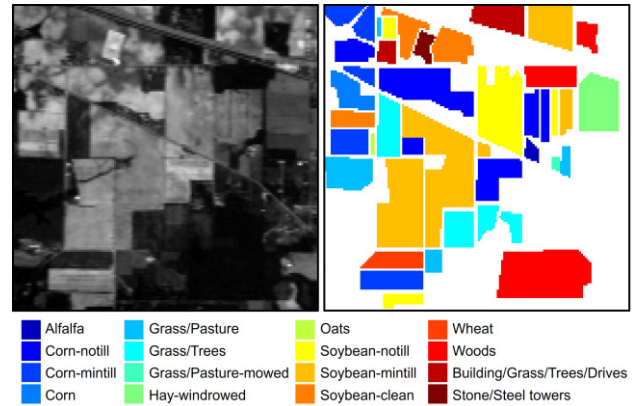 Alfalfa
Grass/Pasture
Oats
Wheat
Corn-notill
Grass/Trees
Soybean-notill
Woods
Corn-mintill
Grass/Pasture-mowed
Soybean-mintill
Building/Grass/Trees/Drives
Corn
Hay-windrowed
Soybean-clean
Stone/Steel towers